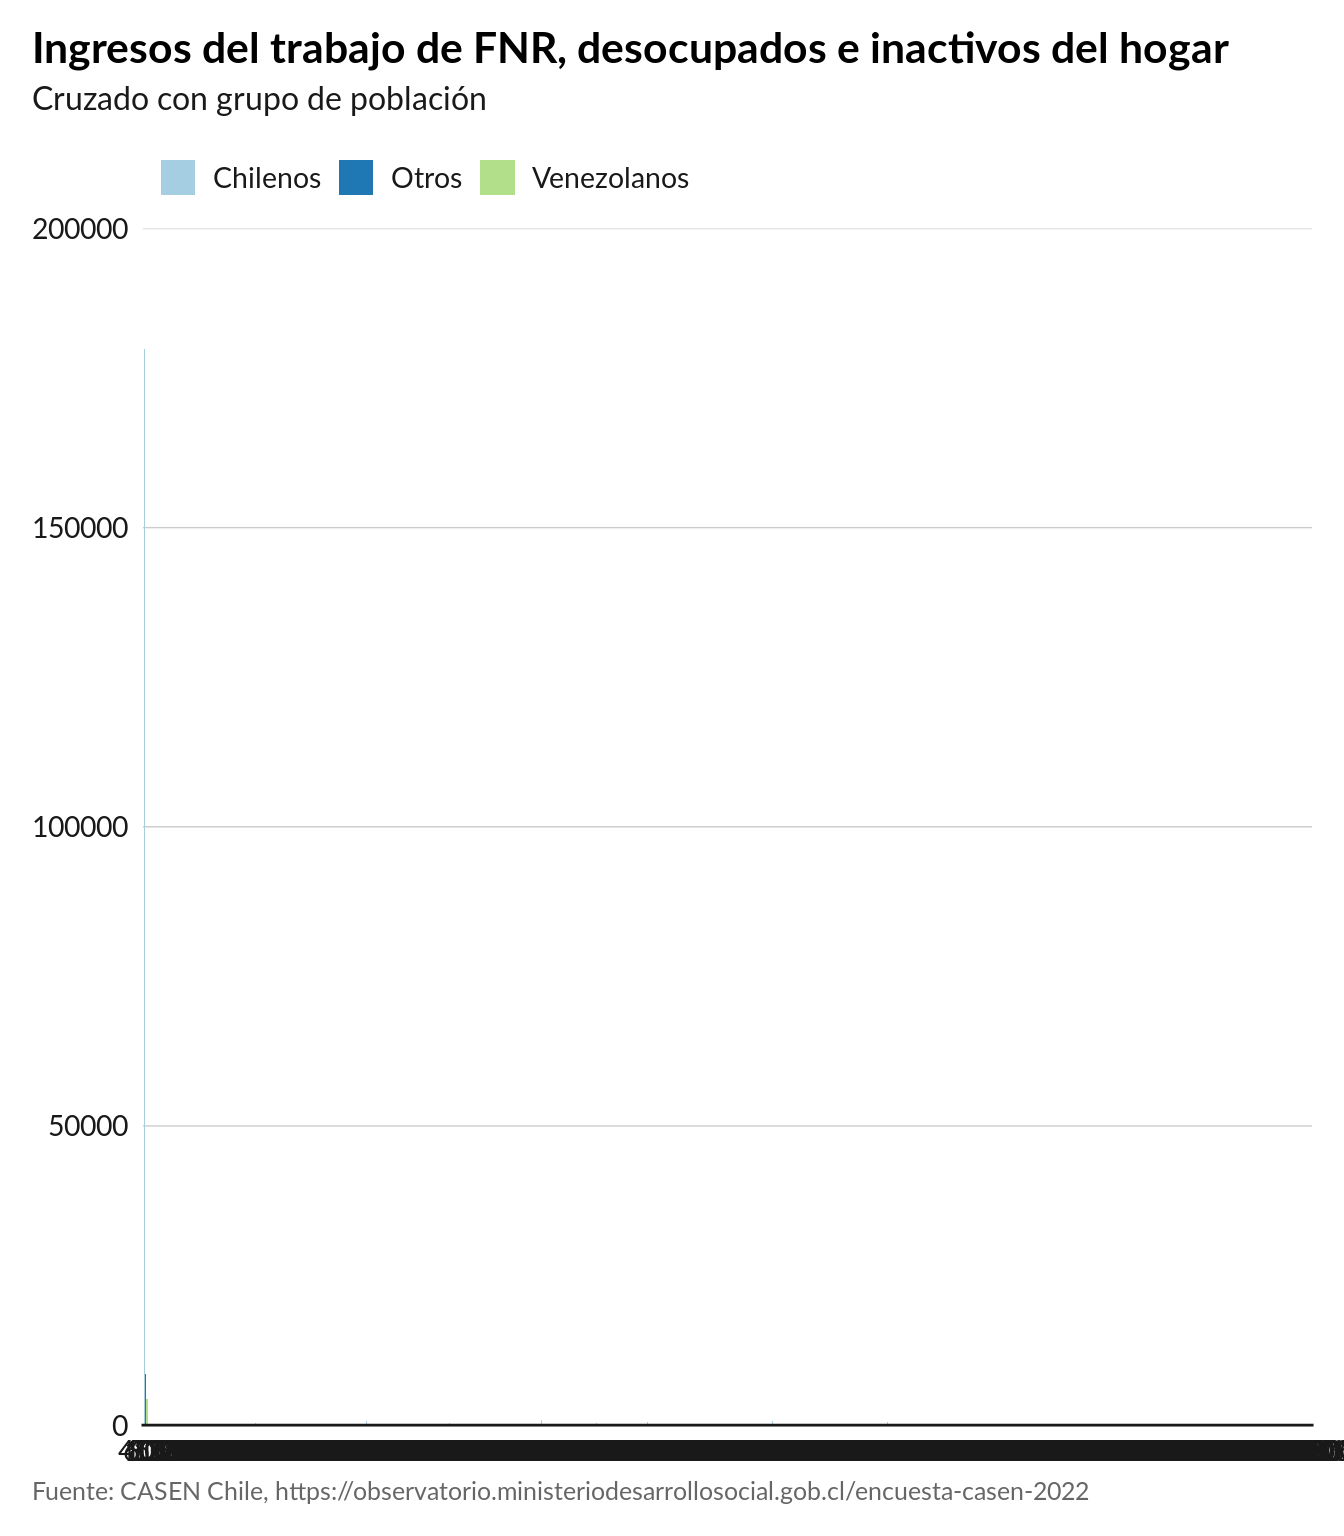 Ingresos del trabajo de FNR, desocupados e inactivos del hogar
Cruzado con grupo de población
Chilenos Otros Venezolanos
200000
150000
100000
50000
0
Fuente: CASEN Chile, https://observatorio.ministeriodesarrollosocial.gob.cl/encuesta-casen-2022